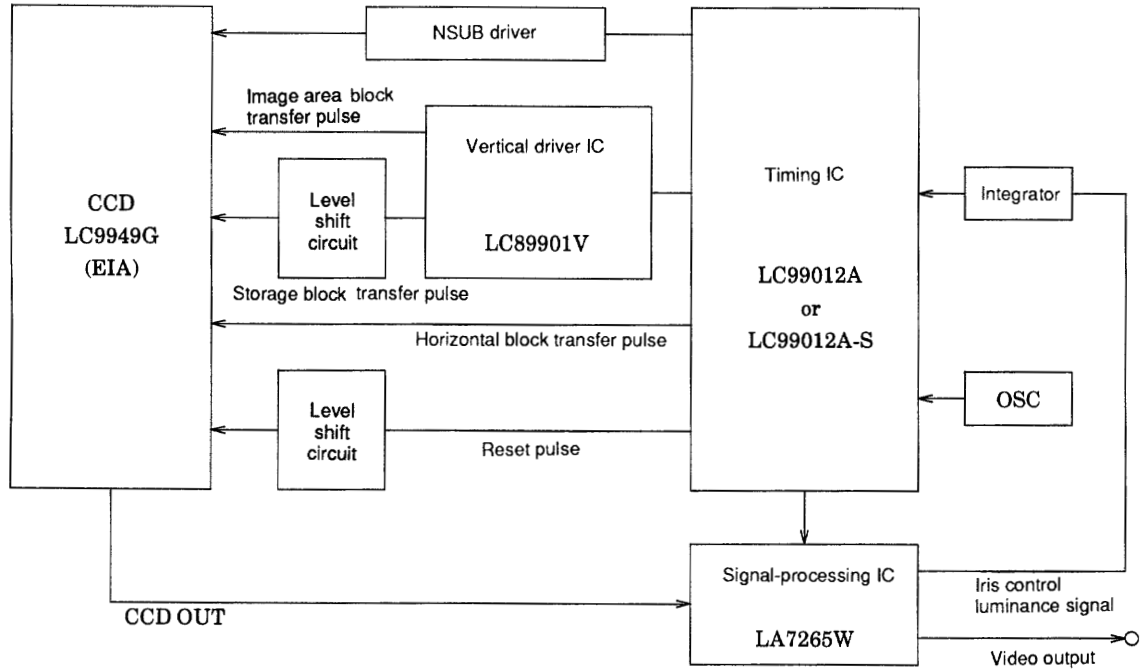 NSUB driver
Image area block
transfer pulse
Vertical driver IC
LC89901V
Level
shift
circuit
Storage block transfer pulse
CCD
LC9949G
(EIA)
Timing IC
LC99012A
or
LC99012A-S
Integrator
Horizontal block transfer pulse
OSC
Level
shift
circuit
Reset pulse
Signal-processing IC
LA7265W
Iris control
luminance signal
CCD OUT
Video output